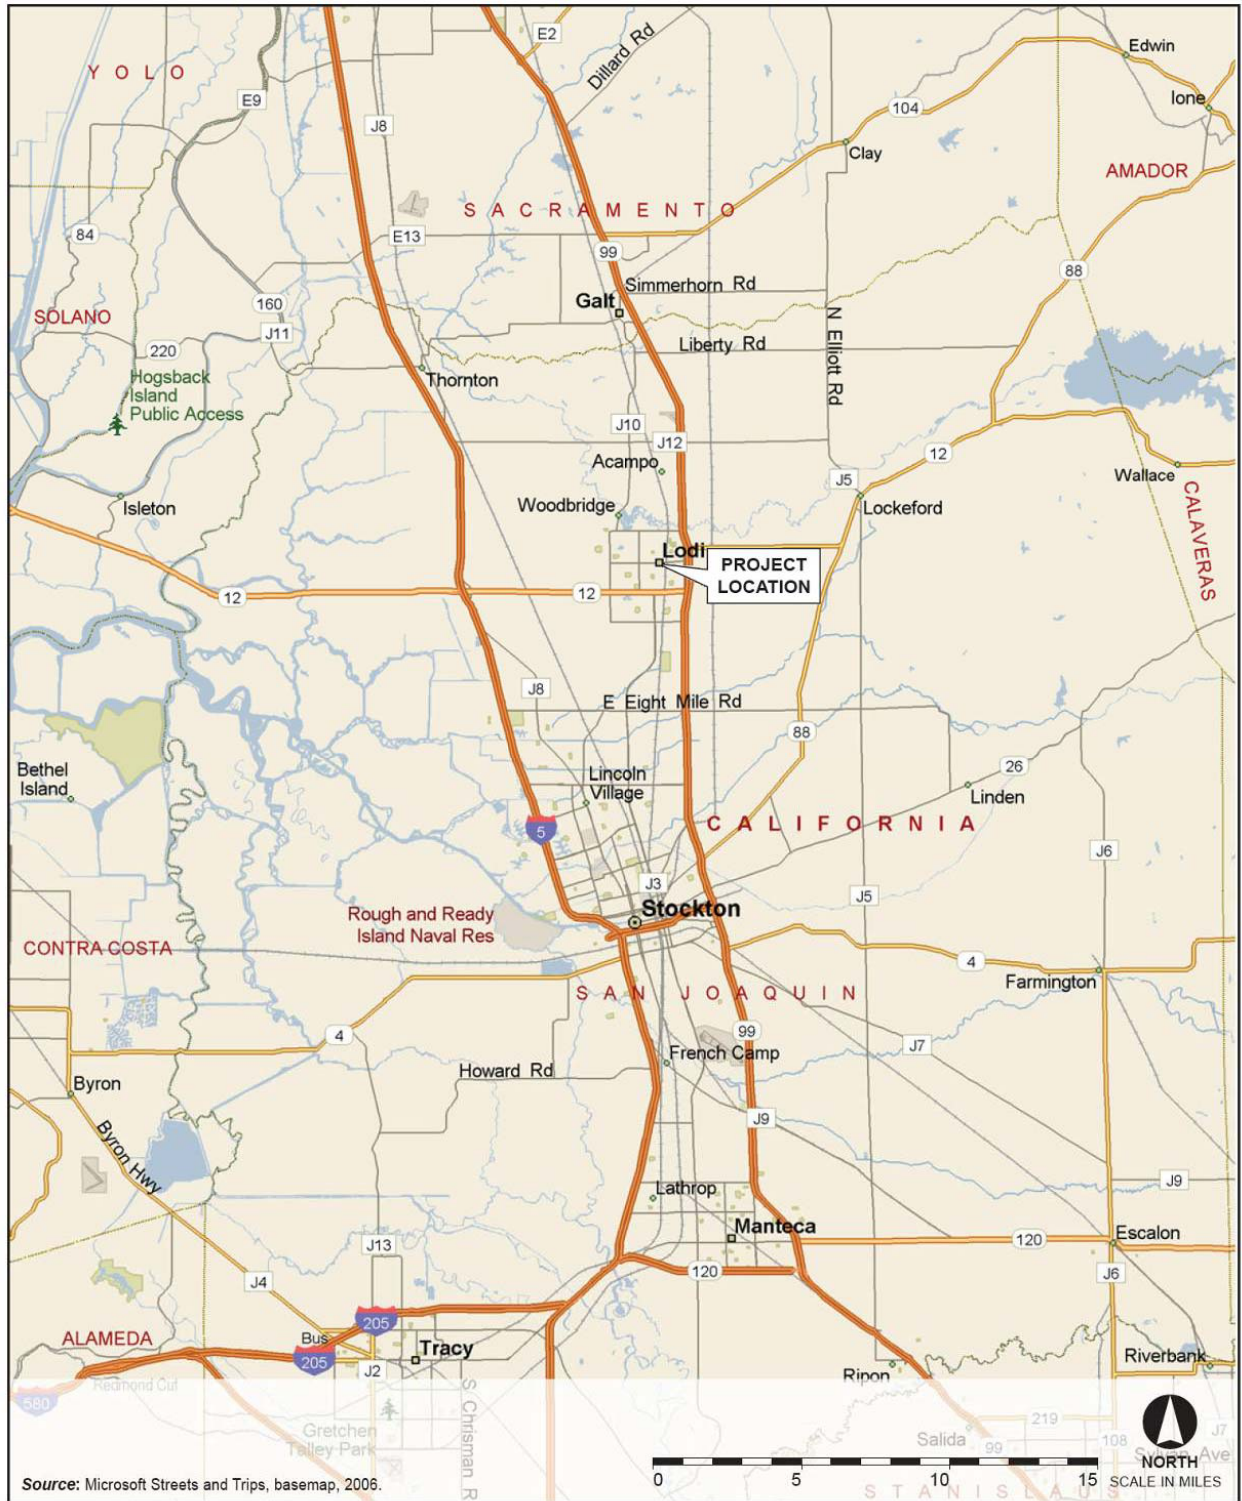 E2
Dillard Rd
Edwin
YOLO
Ione
E9
104
J8
Clay
AMADOR
SACRAMENTO
84
E13
99
88
Simmerhorn Rd
Galt
160
SOLANO
J11
N Elliott Rd
Liberty Rd
220
Hogsback
Island
Public Access
Thornton
J10
J12
12
Acampo
J5
Wallace
Woodbridge
Isleton
Lockeford
CALAVERAS
Lodi
PROJECT
LOCATION
12
12
J8
E Eight Mile Rd
88
Bethel
Island
Lincoln
Village
26
Linden
5
CALIFORNIA
J6
J3
J5
Rough and Ready
Island Naval Res
Stockton
CONTRA COSTA
4
Farmington
SAN JOAQUIN
4
99
J7
French Camp
Howard Rd
Byron
J9
Byron Hwy
J9
Lathrop
Manteca
Escalon
120
J13
120
J6
J4
205
ALAMEDA
Bus
205
Tracy
J2
Riverbank
Ripon
Redmond Cut
580
S Chrisman R
219
Gretchen
Talley Park
Salida
99
108
J7
Sylvan Ave
NORTH
0 5 10 15
SCALE IN MILES
Source: Microsoft Streets and Trips, basemap, 2006.
STANISLAUS